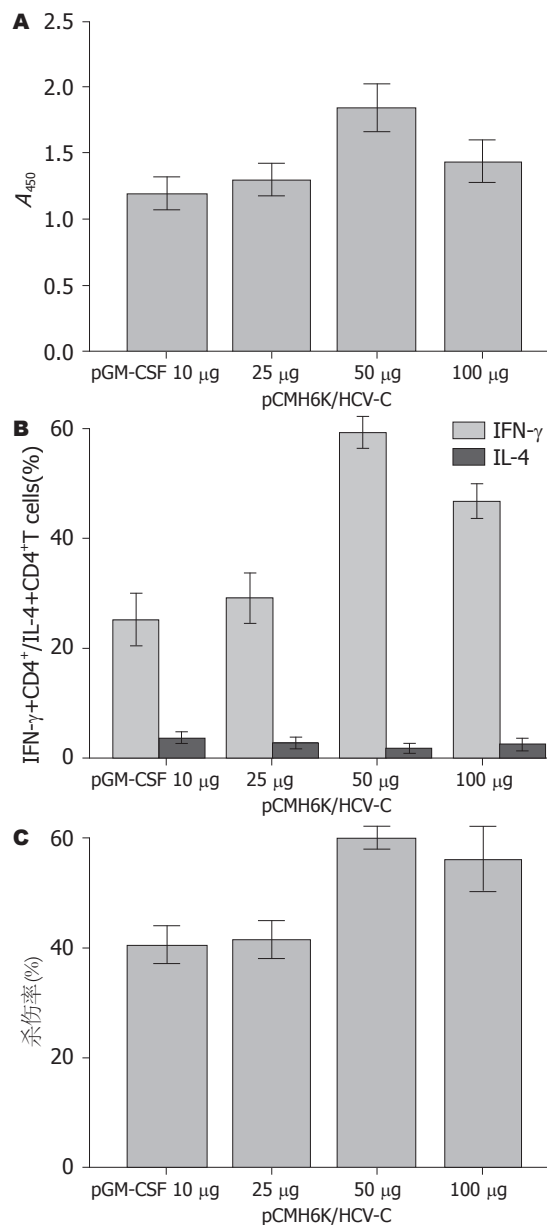 A
2.5
2.0
1.5
1.0
0.5
0.0
A450
pGM-CSF 10 μg 25 μg 50 μg 100 μg
pCMH6K/HCV-C
B
IFN-γ
IL-4
60
40
20
0
IFN-γ+CD4+/IL-4+CD4+T cells(%)
pGM-CSF 10 μg 25 μg 50 μg 100 μg
pCMH6K/HCV-C
C
60
40
20
0
杀伤率(%)
pGM-CSF 10 μg 25 μg 50 μg 100 μg
pCMH6K/HCV-C